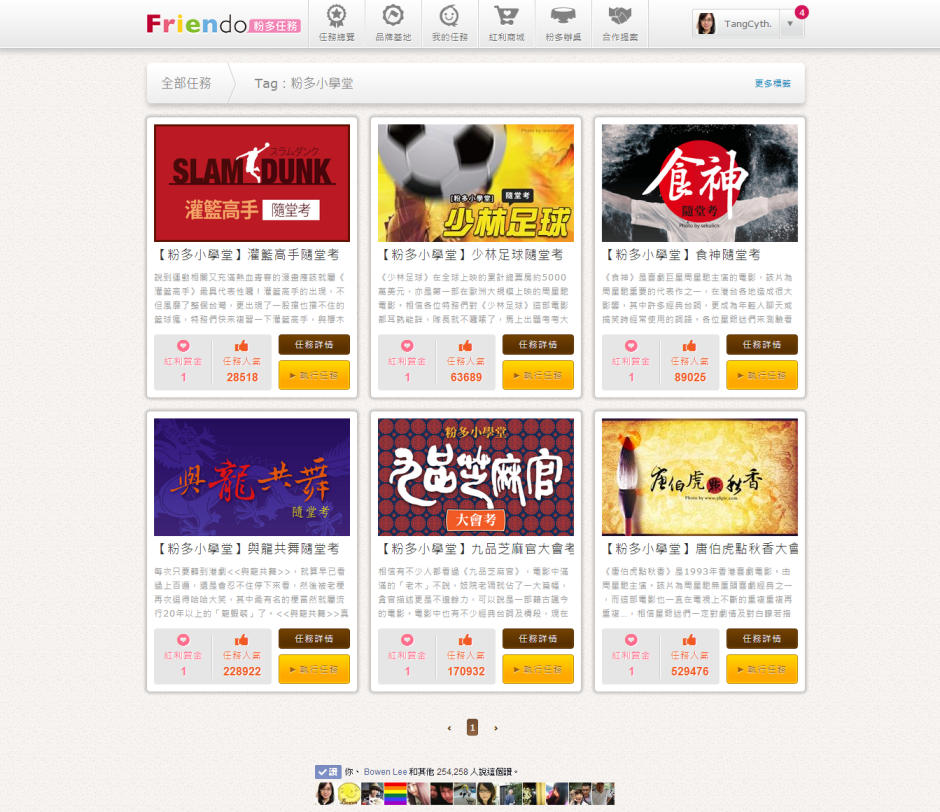 Friendo 粉多任務
任務總覽
品牌基地
我的任務
紅利商城
粉多辦桌
合作提案
TangCyth.
4
全部任務
Tag：粉多小學堂
更多標籤
スラムダンク
SLAM DUNK
灌籃高手 隨堂考
【粉多小學堂】灌籃高手隨堂考
說到運動相關又充滿熱血青春的漫畫應該就屬《
灌籃高手》最具代表性囉！灌籃高手的出現，不
但風靡了整個台灣，更出現了一股擋也擋不住的
籃球風，特務們快來複習一下灌籃高手，與櫻木
紅利賞金
1
任務人氣
28518
任務詳情
執行任務
[粉多小學堂] 隨堂考
少林足球
【粉多小學堂】少林足球隨堂考
《少林足球》在全球上映的累計總票房約5000
萬美元，亦是第一部在歐洲大規模上映的周星馳
電影，相信各位特務們對《少林足球》這部電影
都耳熟能詳，隊長就不囉嗦了，馬上出題考考大
紅利賞金
1
任務人氣
63689
任務詳情
執行任務
食神
隨堂考
【粉多小學堂】食神隨堂考
《食神》是喜劇巨星周星馳主演的電影，該片為
周星馳重要的代表作之一，在港台各地造成很大
影響，其中許多經典台詞，更成為年輕人聊天或
搞笑時經常使用的詞語，各位星爺迷們來測驗看
紅利賞金
1
任務人氣
89025
任務詳情
執行任務
與龍共舞
隨堂考
【粉多小學堂】與龍共舞隨堂考
每次只要轉到港劇<<與龍共舞>>，就算早已看
過上百遍，還是會忍不住停下來看，然後被老梗
再次逗得哈哈大笑，其中最有名的梗當然就屬流
行20年以上的「龍服裝」了。<<與龍共舞>>真
紅利賞金
1
任務人氣
228922
任務詳情
執行任務
粉多小學堂
九品芝麻官
大會考
【粉多小學堂】九品芝麻官大會考
相信有不少人都看過《九品芝麻官》，電影中滿
滿的「老木」不說，妓院老鴇就佔了一大篇幅，
貪官描述更是不遺餘力，可以說是一部藉古諷今
的電影。電影中也有不少經典台詞及橋段，現在
紅利賞金
1
任務人氣
170932
任務詳情
執行任務
唐伯虎點秋香
【粉多小學堂】唐伯虎點秋香大會
《唐伯虎點秋香》是1993年香港喜劇電影，由
周星馳主演。該片為周星馳無厘頭喜劇經典之一
，而這部電影也一直在電視上不斷的重複重複再
重複...，相信星爺迷們一定對劇情及對白瞭若指
紅利賞金
1
任務人氣
529476
任務詳情
執行任務
‹ 1 ›
讚 你、Bowen Lee 和其他 254,258 人說這個讚。